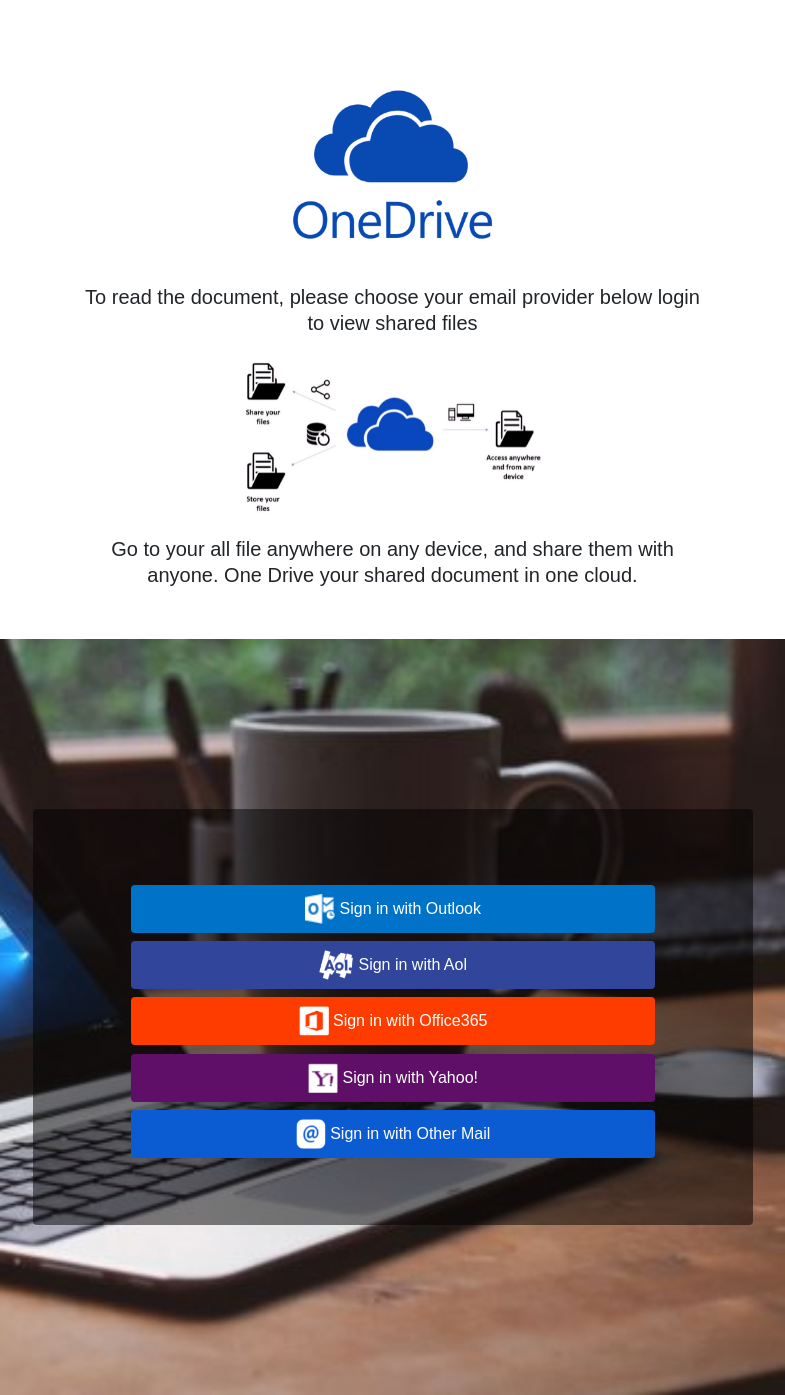 OneDrive
To read the document, please choose your email provider below login
to view shared files
Share your
files
Store your
files
Access anywhere
and from any
device
Go to your all file anywhere on any device, and share them with
anyone. One Drive your shared document in one cloud.
Sign in with Outlook
Aol! Sign in with Aol
Sign in with Office365
Y! Sign in with Yahoo!
@ Sign in with Other Mail